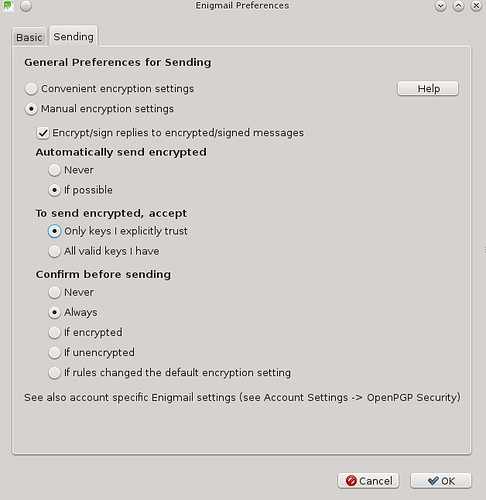 Enigmail Preferences
Basic
Sending
General Preferences for Sending
Convenient encryption settings
Help
Manual encryption settings
Encrypt/sign replies to encrypted/signed messages
Automatically send encrypted
Never
If possible
To send encrypted, accept
Only keys I explicitly trust
All valid keys I have
Confirm before sending
Never
Always
If encrypted
If unencrypted
If rules changed the default encryption setting
See also account specific Enigmail settings (see Account Settings -> OpenPGP Security)
Cancel
OK